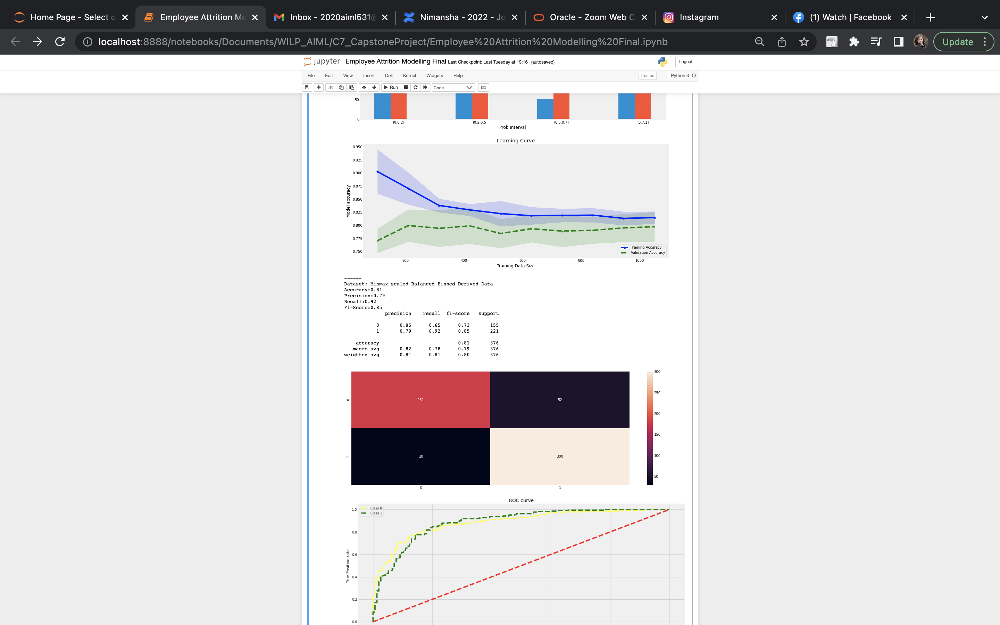 Home Page - Select o
Employee Attrition Mo
Inbox - 2020aiml531@
Nimansha - 2022 - Jo
Oracle - Zoom Web C
Instagram
(1) Watch | Facebook
localhost:8888/notebooks/Documents/WILP_AIML/C7_CapstoneProject/Employee%20Attrition%20Modelling%20Final.ipynb
Update
jupyter Employee Attrition Modelling Final Last Checkpoint: Last Tuesday at 19:16 (autosaved)
Logout
File Edit View Insert Cell Kernel Widgets Help
Trusted
Python 3
Run
Code
50
0
(0,0.2] (0.2,0.5] (0.5,0.7] (0.7,1]
Prob Interval
Learning Curve
0.950
0.925
0.900
0.875
0.850
0.825
0.800
0.775
0.750
Model accuracy
Training Accuracy
Validation Accuracy
200 400 600 800 1000
Training Data Size
------
Dataset: Minmax scaled Balanced Binned Derived Data
Accuracy:0.81
Precision:0.79
Recall:0.92
F1-Score:0.85
precision recall f1-score support
0 0.85 0.65 0.73 155
1 0.79 0.92 0.85 221
accuracy 0.81 376
macro avg 0.82 0.78 0.79 376
weighted avg 0.81 0.81 0.80 376
0 181 52
1 30 300
0 1
300
250
200
150
100
50
ROC curve
Class 0
Class 1
1.0
0.8
0.6
0.4
0.2
0.0
True Positive rate